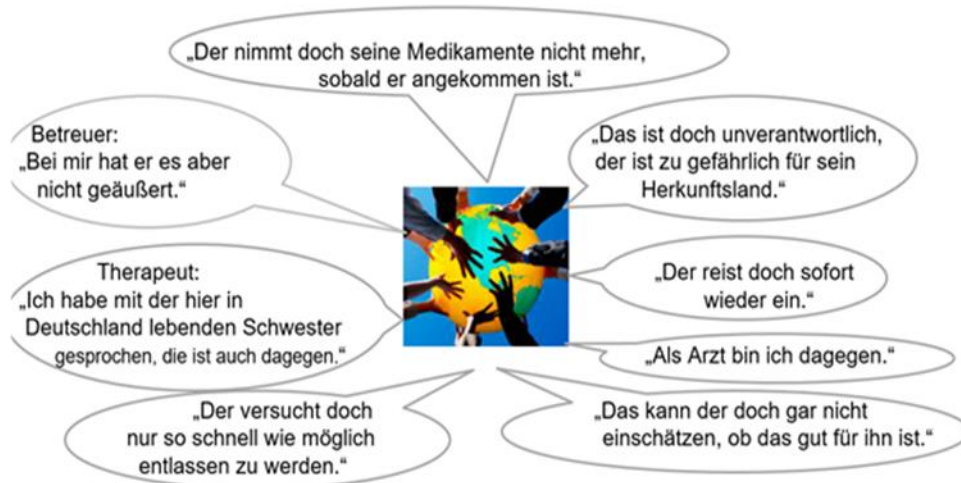 „Der nimmt doch seine Medikamente nicht mehr,
sobald er angekommen ist.“
Betreuer:
„Bei mir hat er es aber
nicht geäußert.“
„Das ist doch unverantwortlich,
der ist zu gefährlich für sein
Herkunftsland.“
Therapeut:
„Ich habe mit der hier in
Deutschland lebenden Schwester
gesprochen, die ist auch dagegen.“
„Der reist doch sofort
wieder ein.“
„Als Arzt bin ich dagegen.“
„Der versucht doch
nur so schnell wie möglich
entlassen zu werden.“
„Das kann der doch gar nicht
einschätzen, ob das gut für ihn ist.“